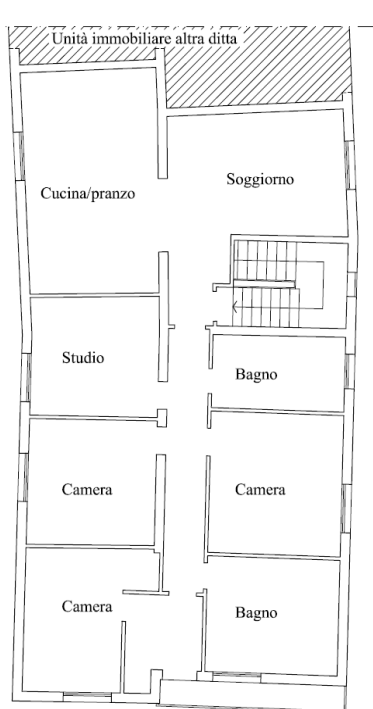 Unità immobiliare altra ditta
Soggiorno
Cucina/pranzo
Studio
Bagno
Camera
Camera
Camera
Bagno